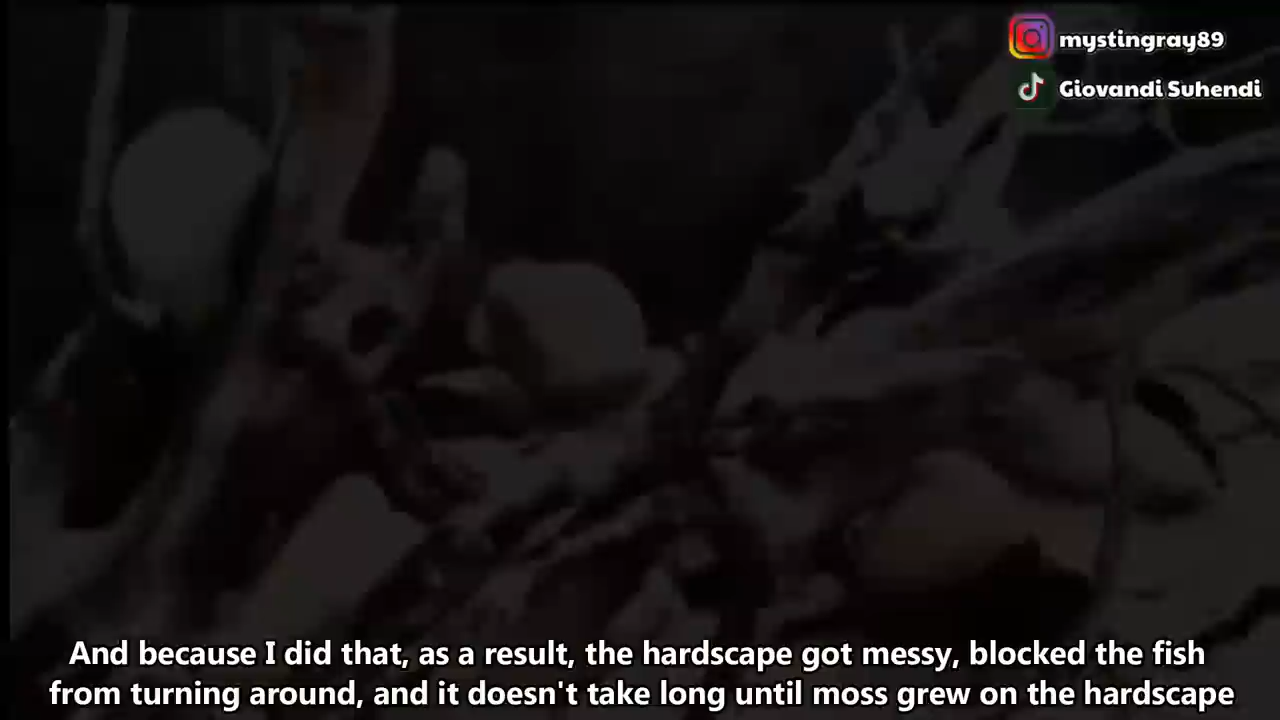 mystingray89
Giovandi Suhendi
And because I did that, as a result, the hardscape got messy, blocked the fish
from turning around, and it doesn't take long until moss grew on the hardscape